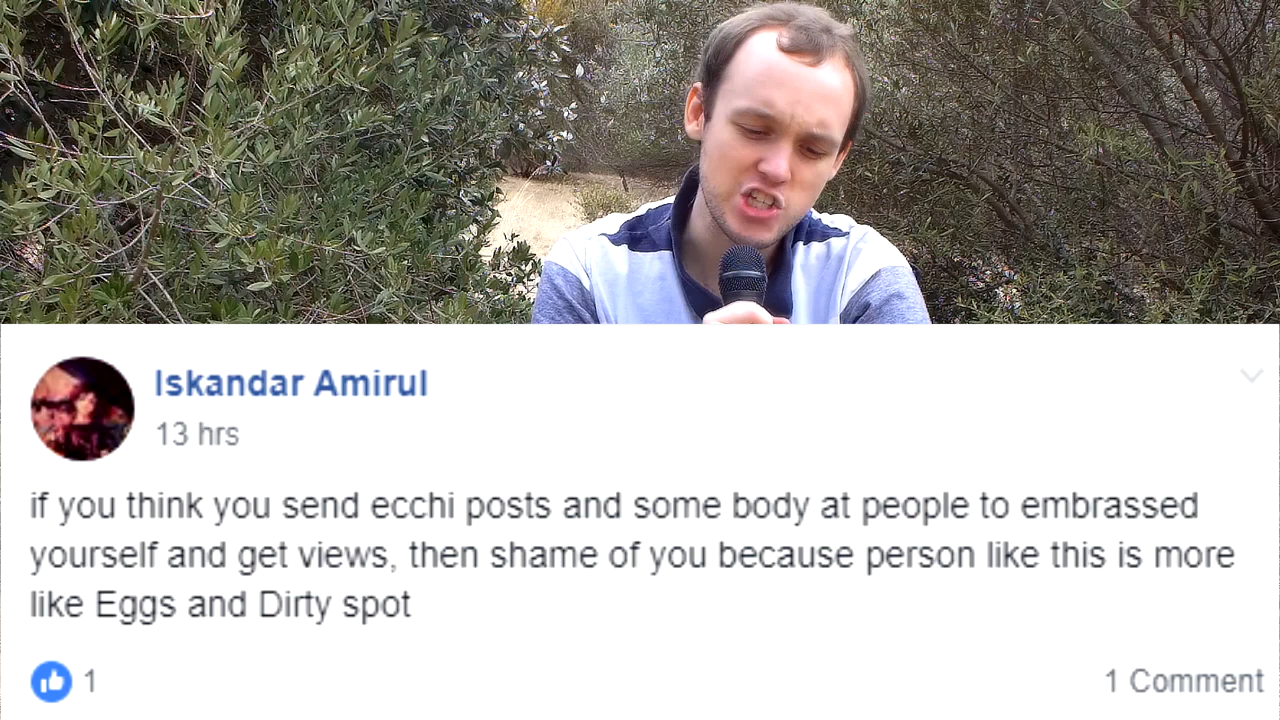 Iskandar Amirul
13 hrs
if you think you send ecchi posts and some body at people to embrassed
yourself and get views, then shame of you because person like this is more
like Eggs and Dirty spot
1
1 Comment